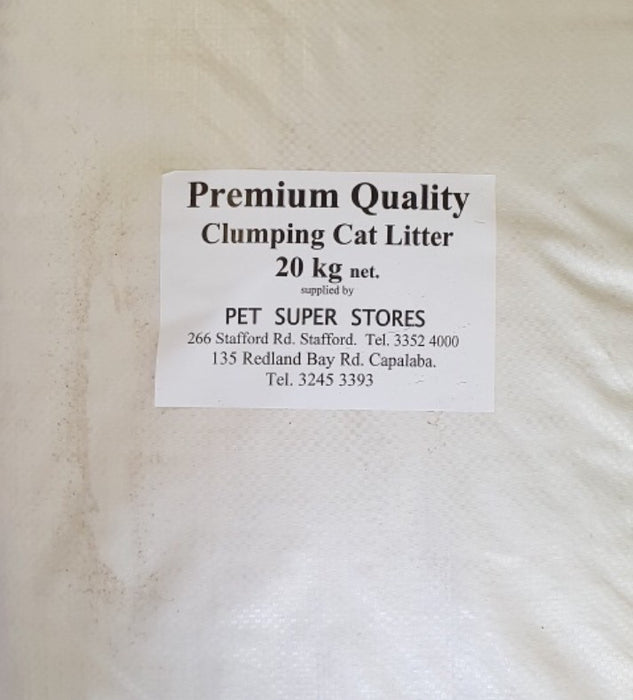 Premium Quality
Clumping Cat Litter
20 kg net.
supplied by
PET SUPER STORES
266 Stafford Rd. Stafford. Tel. 3352 4000
135 Redland Bay Rd. Capalaba.
Tel. 3245 3393